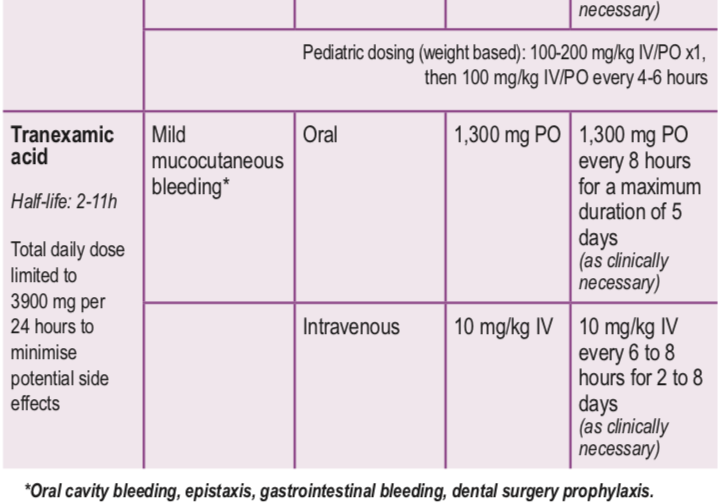 necessary)
Pediatric dosing (weight based): 100-200 mg/kg IV/PO x1,
then 100 mg/kg IV/PO every 4-6 hours
Tranexamic
acid
Half-life: 2-11h
Total daily dose
limited to
3900 mg per
24 hours to
minimise
potential side
effects
Mild
mucocutaneous
bleeding*
Oral
1,300 mg PO
1,300 mg PO
every 8 hours
for a maximum
duration of 5
days
(as clinically
necessary)
Intravenous
10 mg/kg IV
10 mg/kg IV
every 6 to 8
hours for 2 to 8
days
(as clinically
necessary)
*Oral cavity bleeding, epistaxis, gastrointestinal bleeding, dental surgery prophylaxis.